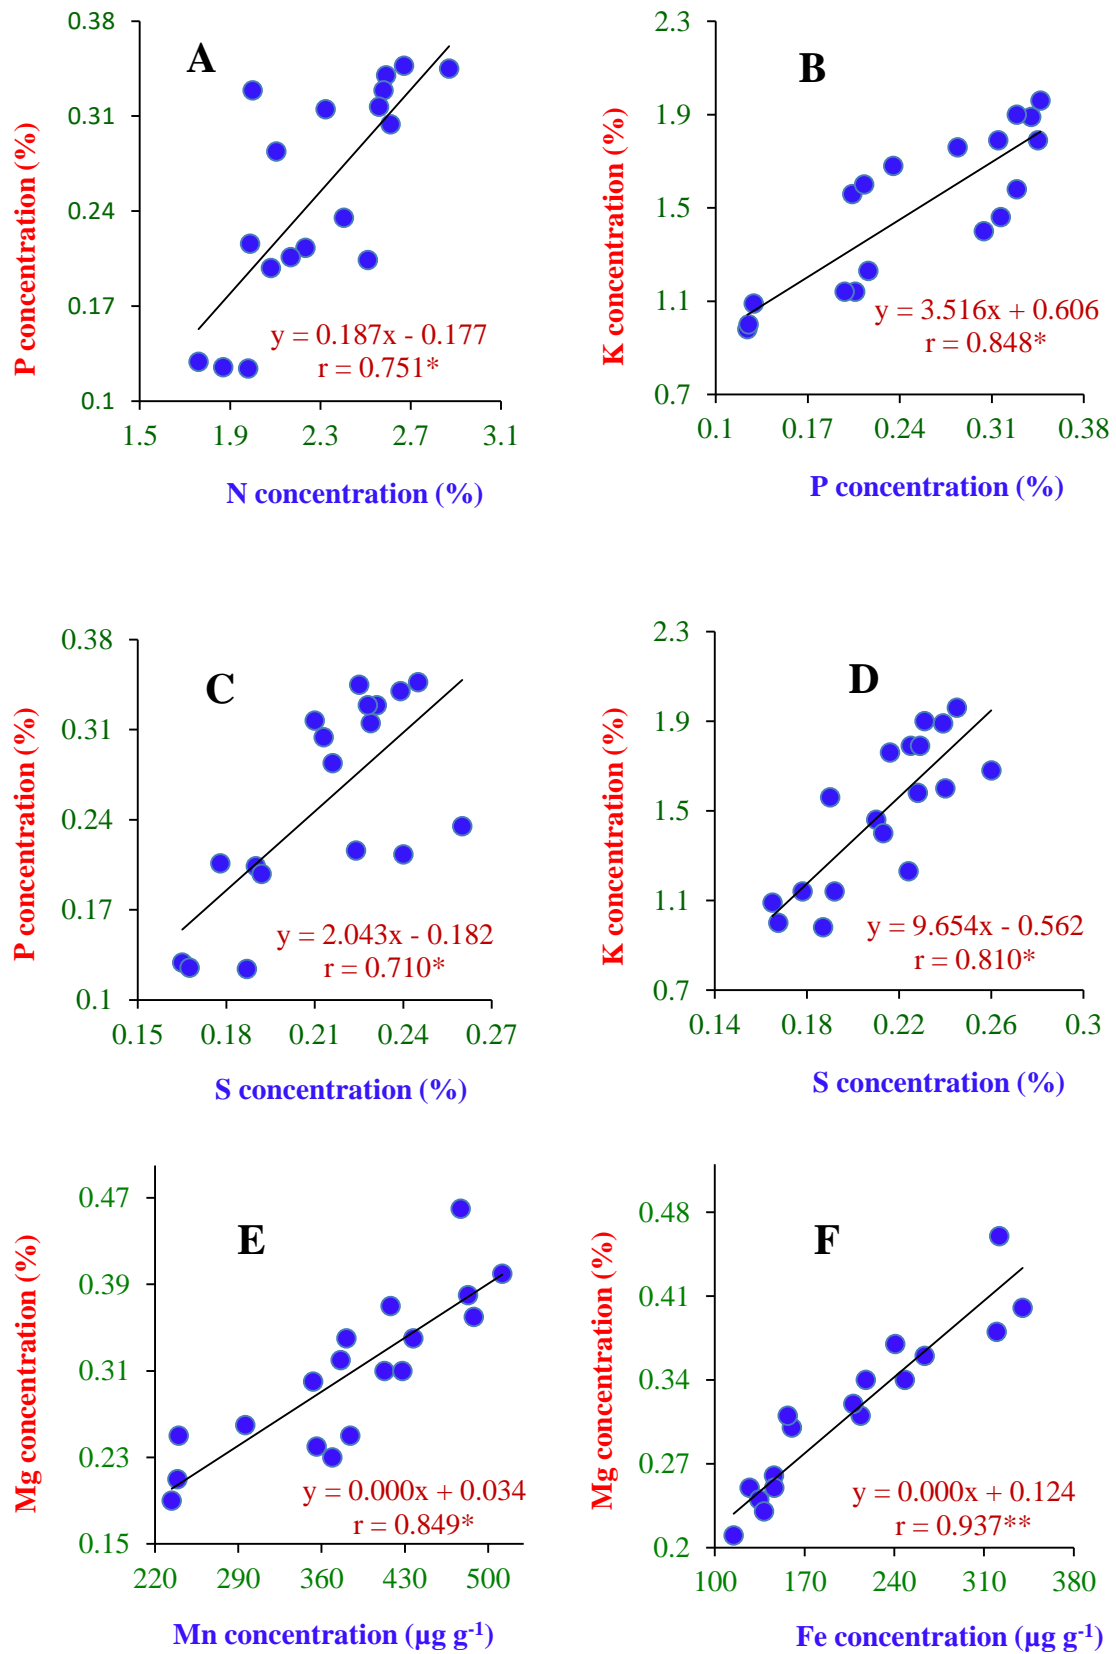 A
P concentration (%)
0.38
0.31
0.24
0.17
0.1
y = 0.187x - 0.177
r = 0.751*
1.5 1.9 2.3 2.7 3.1
N concentration (%)
B
K concentration (%)
2.3
1.9
1.5
1.1
0.7
y = 3.516x + 0.606
r = 0.848*
0.1 0.17 0.24 0.31 0.38
P concentration (%)
C
P concentration (%)
0.38
0.31
0.24
0.17
0.1
y = 2.043x - 0.182
r = 0.710*
0.15 0.18 0.21 0.24 0.27
S concentration (%)
D
K concentration (%)
2.3
1.9
1.5
1.1
0.7
y = 9.654x - 0.562
r = 0.810*
0.14 0.18 0.22 0.26 0.3
S concentration (%)
E
Mg concentration (%)
0.47
0.39
0.31
0.23
0.15
y = 0.000x + 0.034
r = 0.849*
220 290 360 430 500
Mn concentration (µg g-1)
F
Mg concentration (%)
0.48
0.41
0.34
0.27
0.2
y = 0.000x + 0.124
r = 0.937**
100 170 240 310 380
Fe concentration (µg g-1)